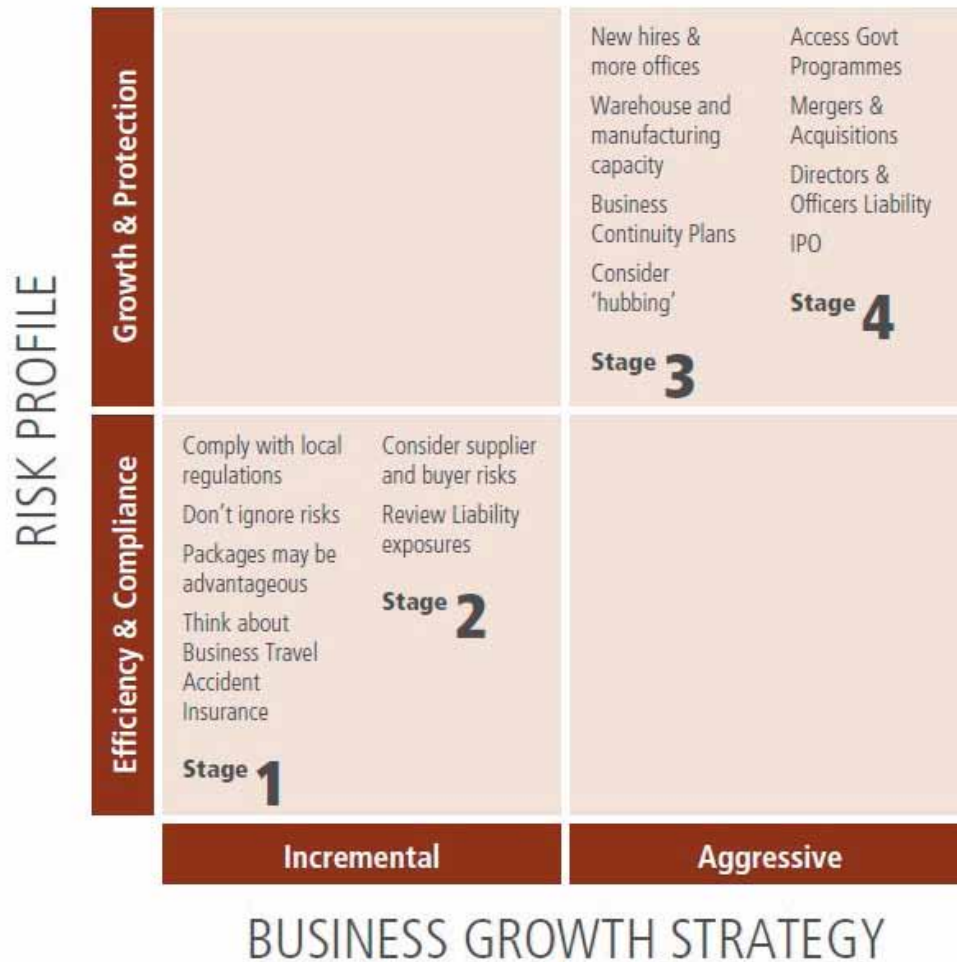 RISK PROFILE
Growth & Protection
New hires &
more offices
Warehouse and
manufacturing
capacity
Business
Continuity Plans
Consider
‘hubbing’
Stage 3
Access Govt
Programmes
Mergers &
Acquisitions
Directors &
Officers Liability
IPO
Stage 4
Efficiency & Compliance
Comply with local
regulations
Don’t ignore risks
Packages may be
advantageous
Think about
Business Travel
Accident
Insurance
Stage 1
Consider supplier
and buyer risks
Review Liability
exposures
Stage 2
Incremental
Aggressive
BUSINESS GROWTH STRATEGY